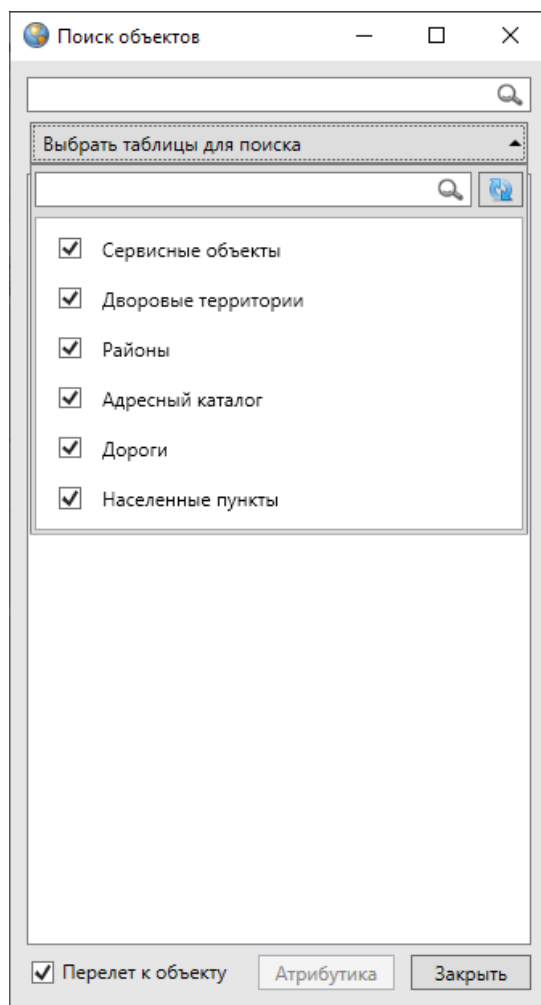 Поиск объектов
Выбрать таблицы для поиска
Сервисные объекты
Дворовые территории
Районы
Адресный каталог
Дороги
Населенные пункты
Перелет к объекту Атрибутика Закрыть